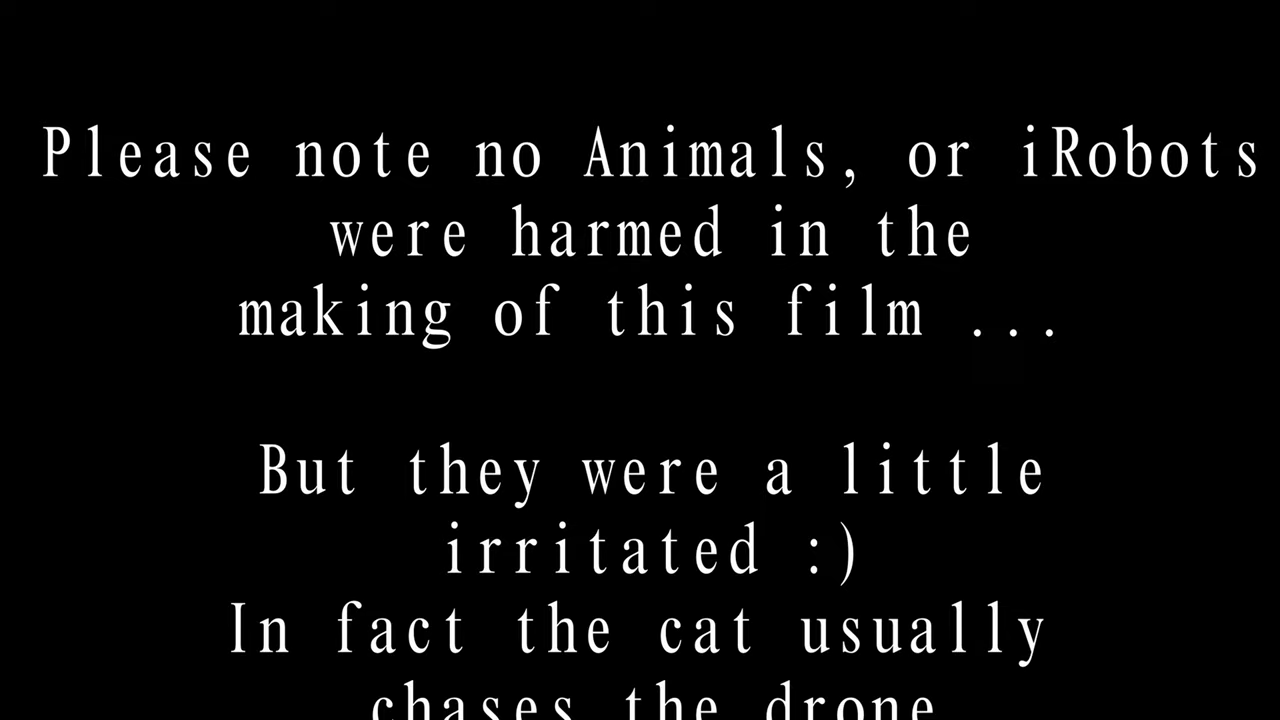 Please note no Animals, or iRobots
were harmed in the
making of this film ...
But they were a little
irritated :)
In fact the cat usually
chases the drone